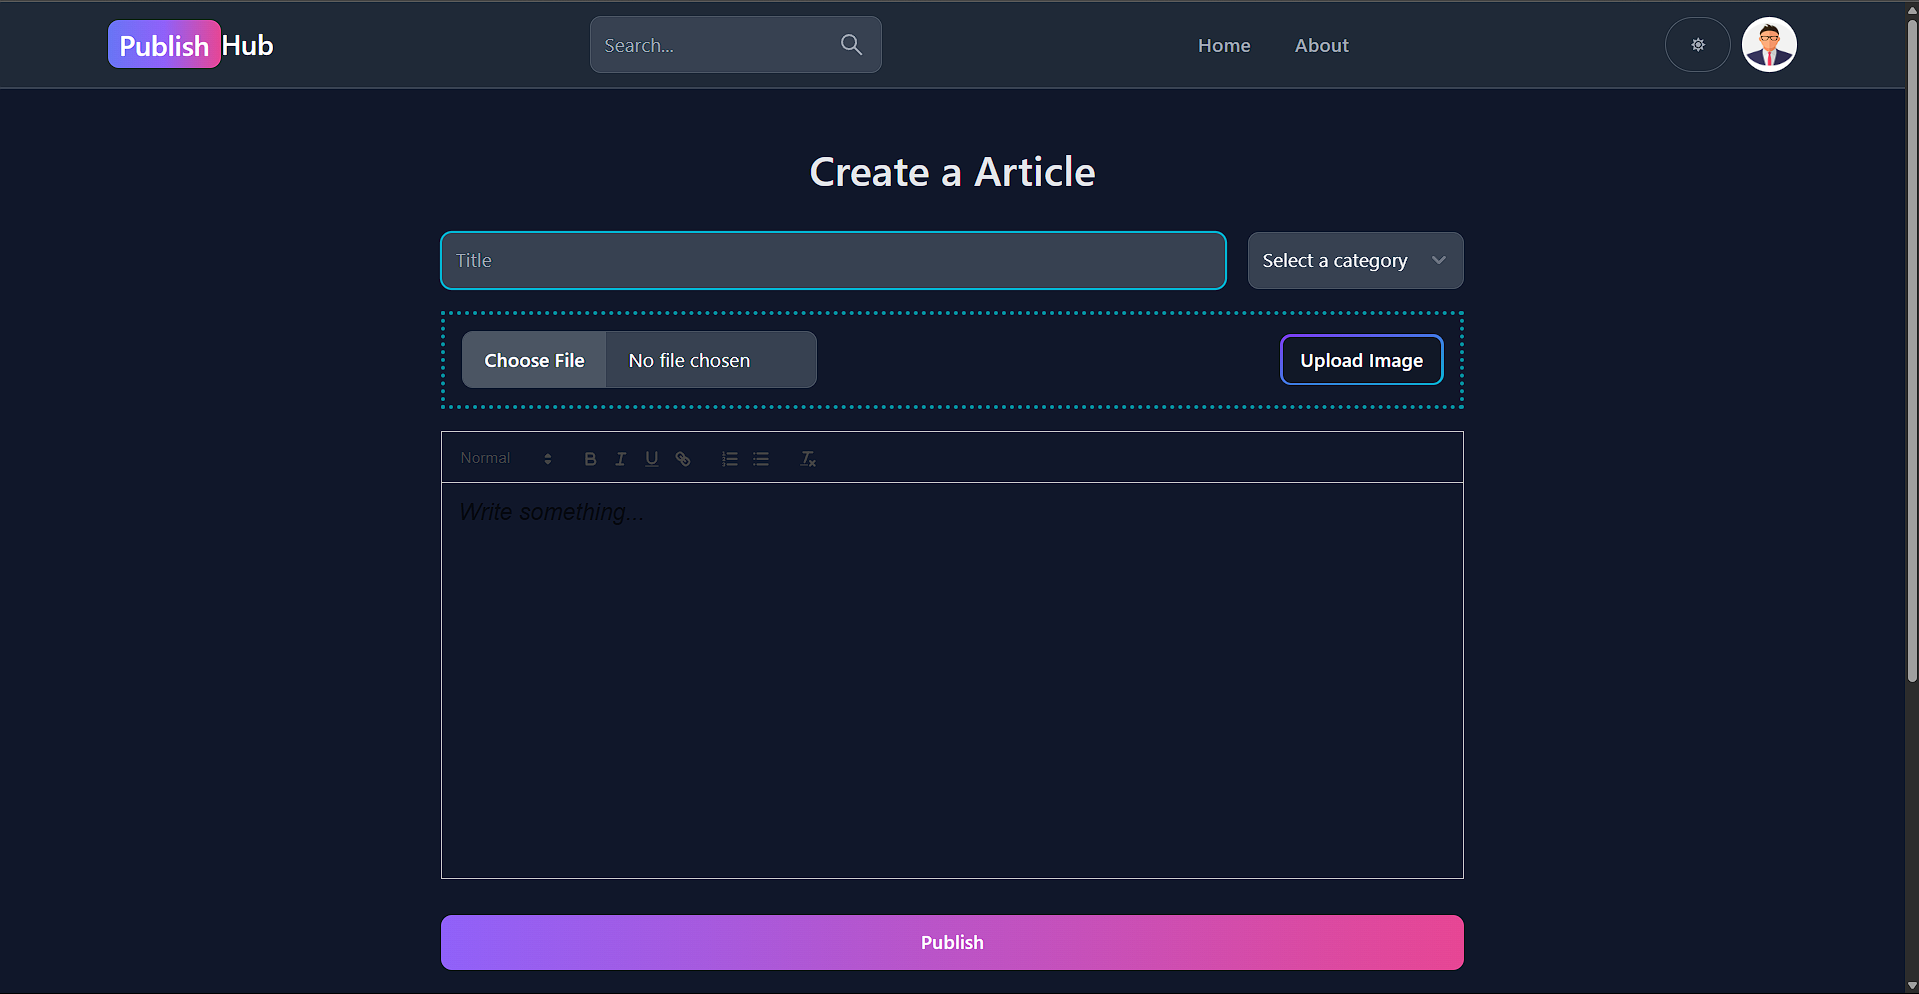 Publish Hub
Search...
Home
About
Create a Article
Title
Select a category
Choose File
No file chosen
Upload Image
Normal
Write something...
Publish